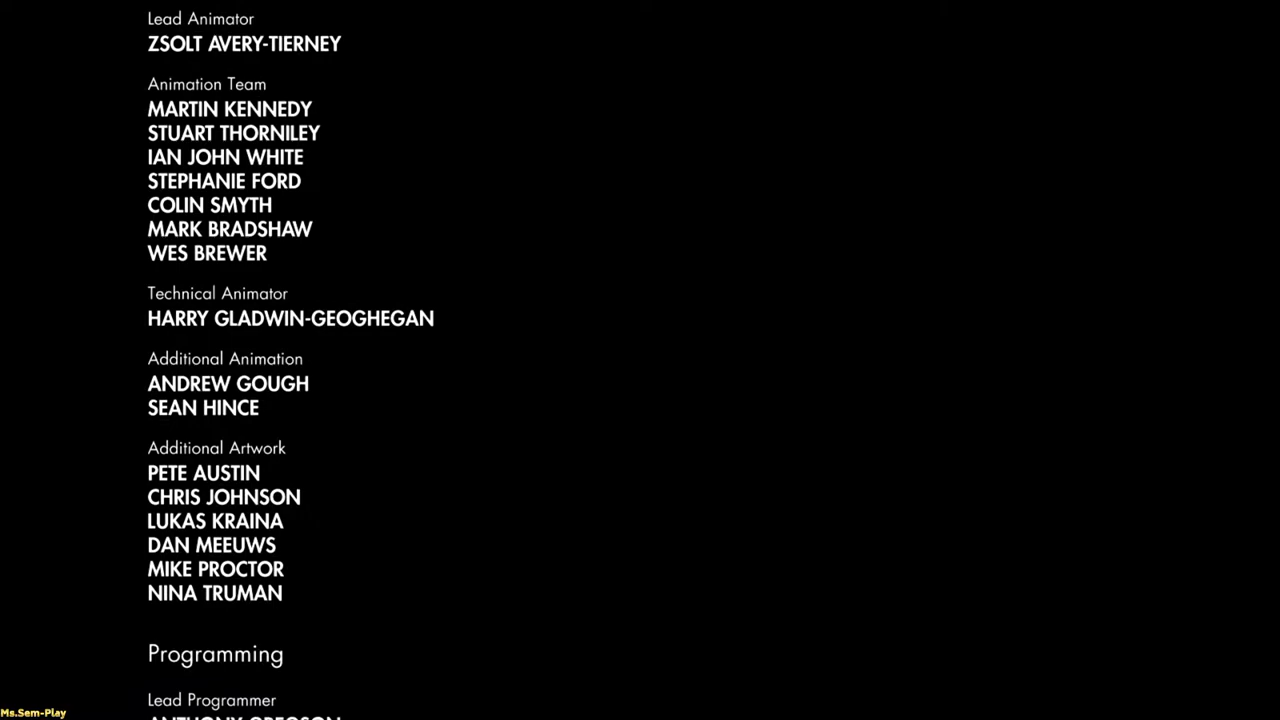 Lead Animator
ZSOLT AVERY-TIERNEY
Animation Team
MARTIN KENNEDY
STUART THORNILEY
IAN JOHN WHITE
STEPHANIE FORD
COLIN SMYTH
MARK BRADSHAW
WES BREWER
Technical Animator
HARRY GLADWIN-GEOGHEGAN
Additional Animation
ANDREW GOUGH
SEAN HINCE
Additional Artwork
PETE AUSTIN
CHRIS JOHNSON
LUKAS KRAINA
DAN MEEUWS
MIKE PROCTOR
NINA TRUMAN
Programming
Lead Programmer
ANTHONY
Ms.Sem-Play